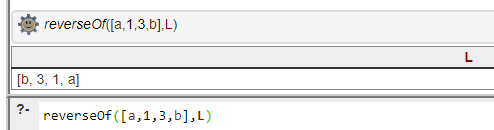 reverseOf([a,1,3,b],L)
L
[b, 3, 1, a]
?- reverseOf([a,1,3,b],L)